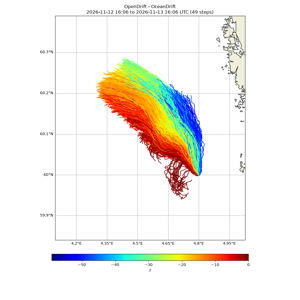 OpenDrift - OceanDrift
2026-11-12 16:06 to 2026-11-13 16:06 UTC (49 steps)
60.3°N
60.2°N
60.1°N
60°N
59.9°N
4.2°E
4.35°E
4.5°E
4.65°E
4.8°E
4.95°E
−50
−40
−30
−20
−10
0
z